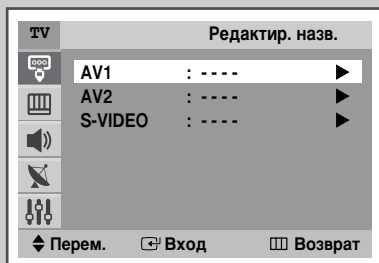 TV Редактир. назв.
AV1 : - - - -
AV2 : - - - -
S-VIDEO : - - - -
Перем. Вход Возврат